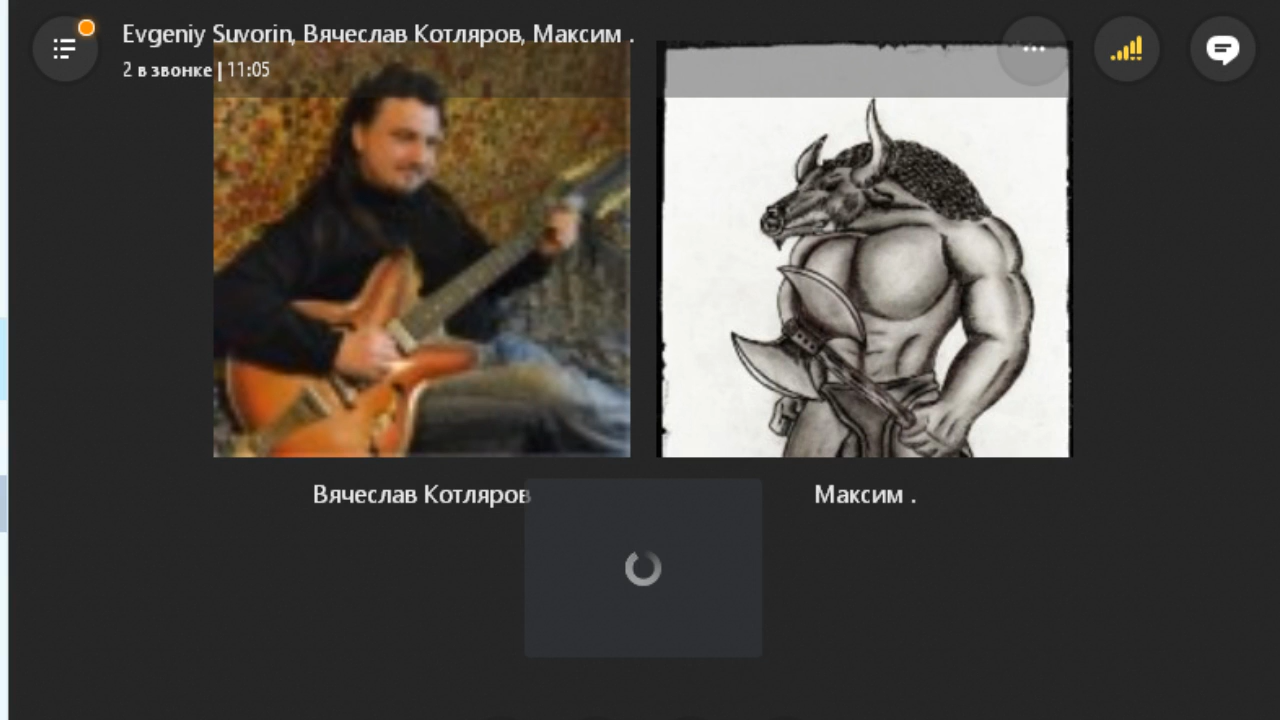 Evgeniy Suvorin, Вячеслав Котляров, Максим .
2 в звонке | 11:05
Вячеслав Котляров
Максим .